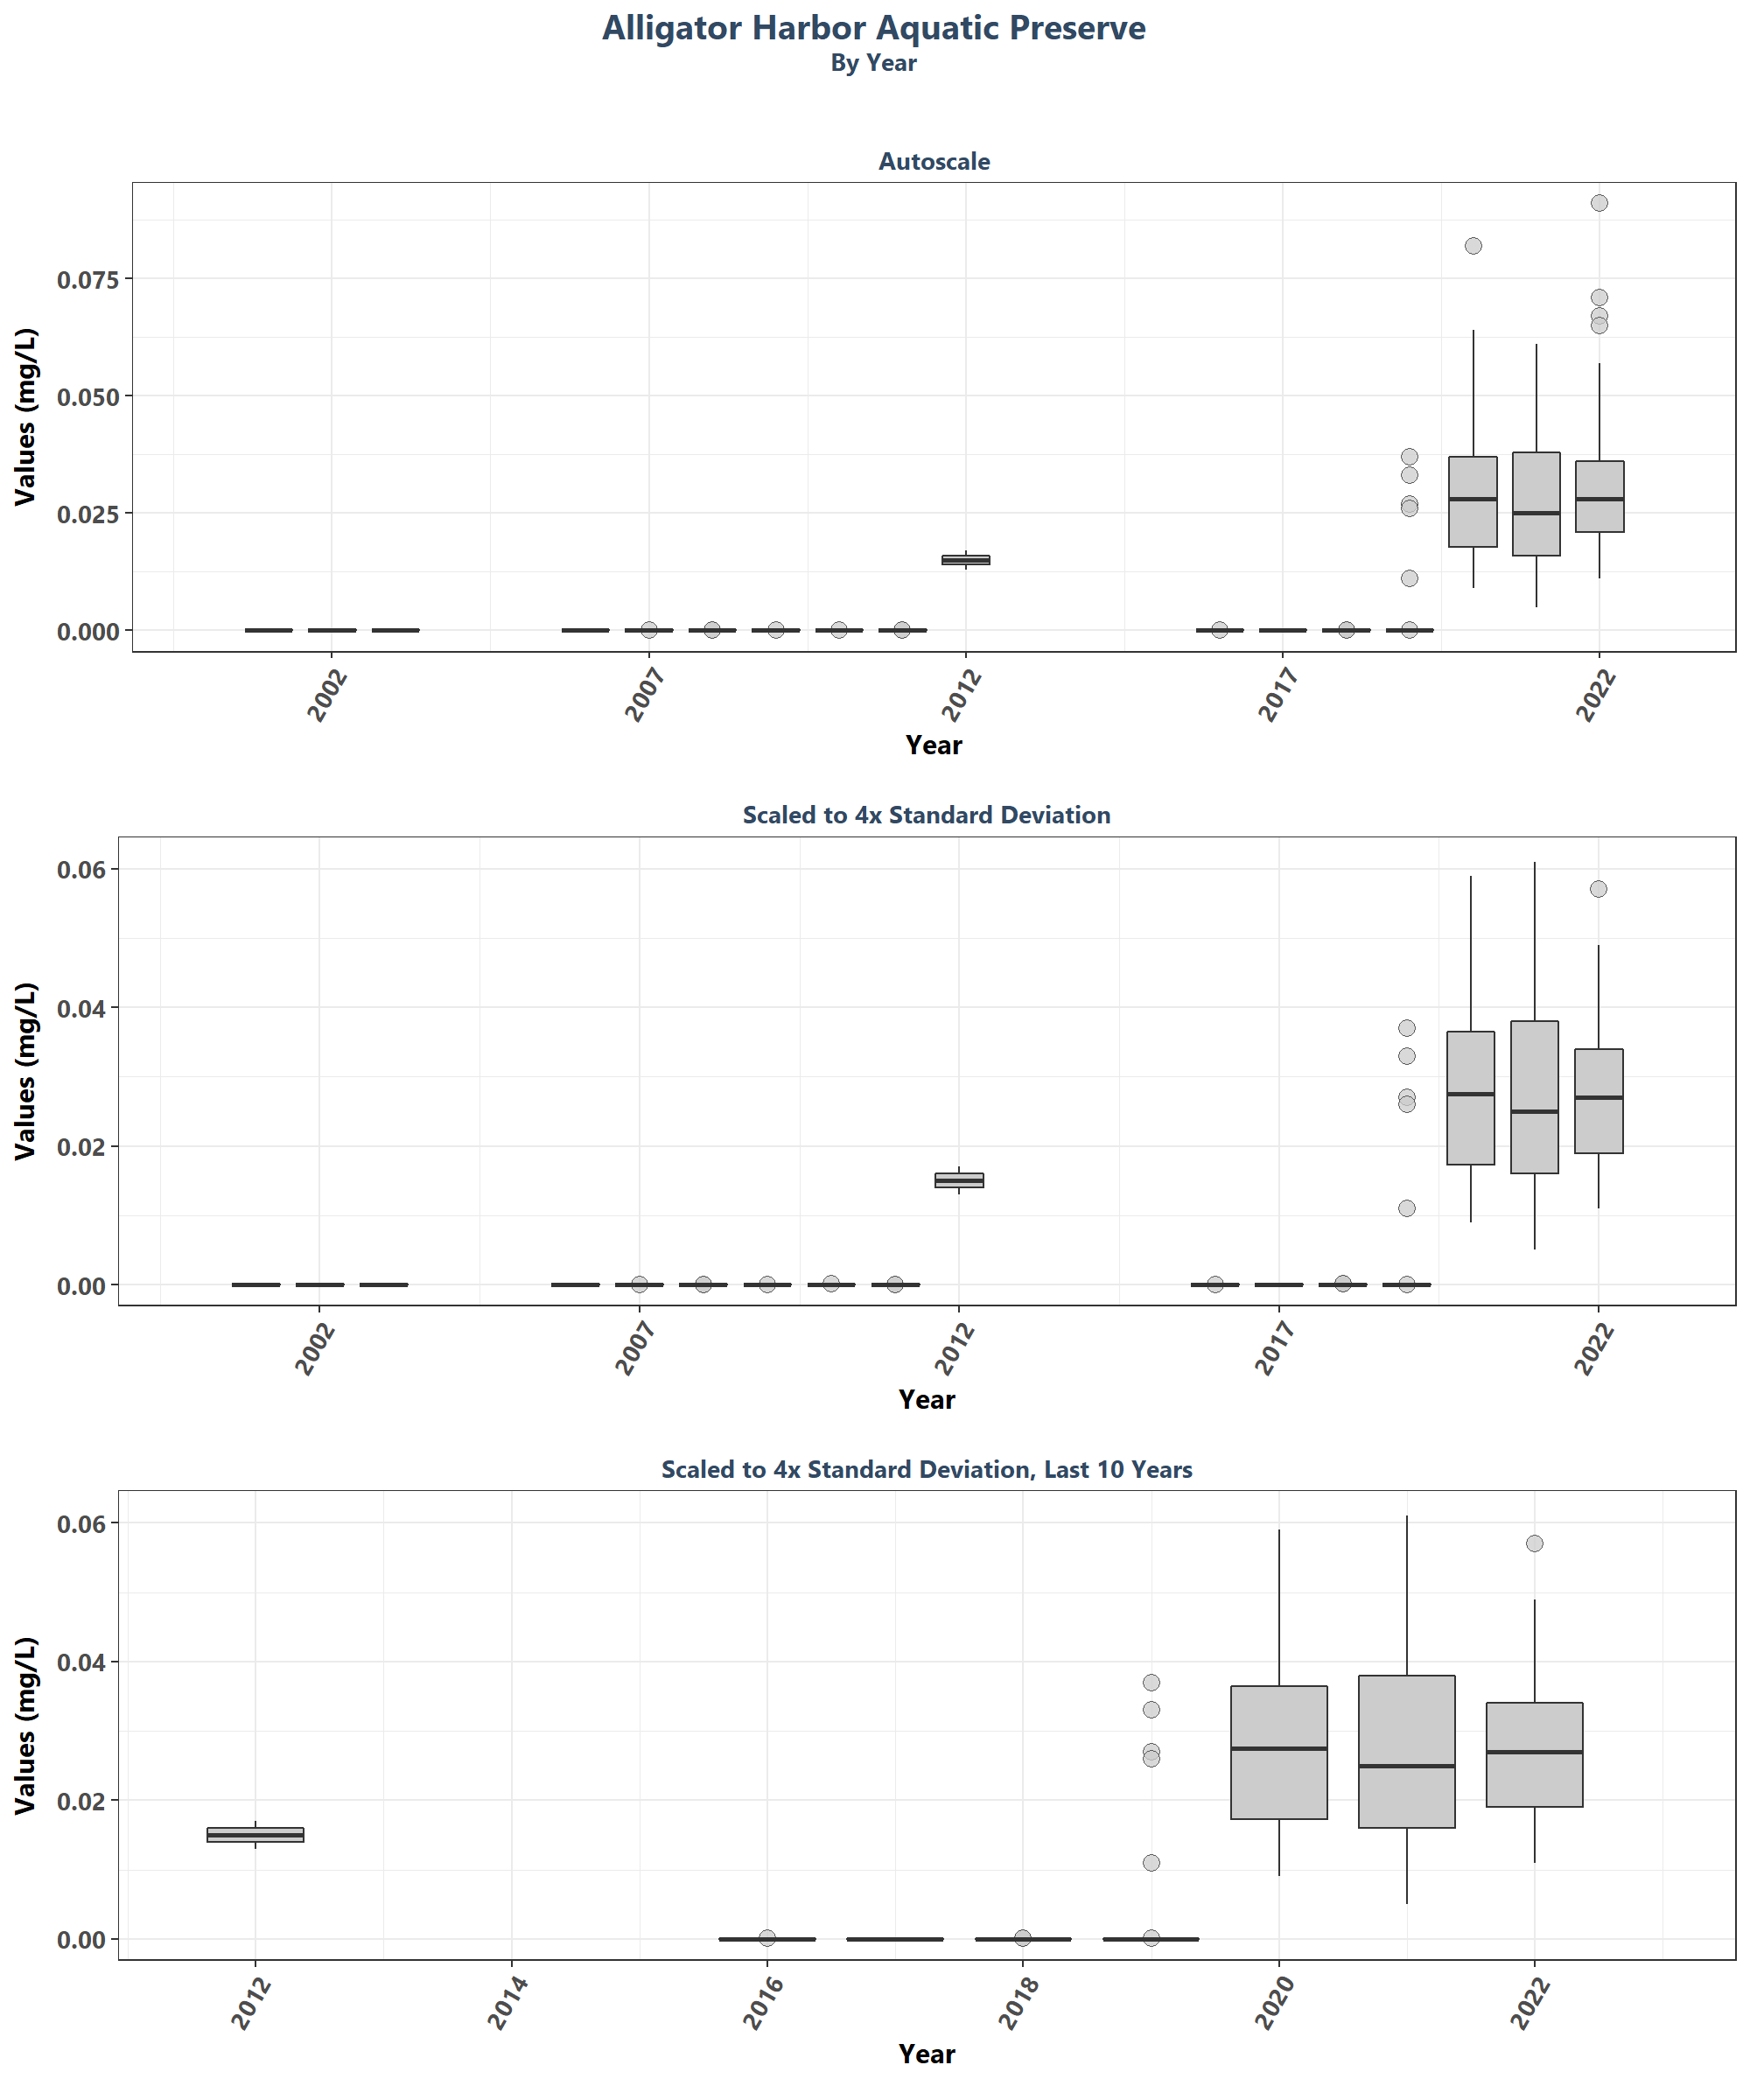 Alligator Harbor Aquatic Preserve
By Year
Autoscale
Values (mg/L)
0.075
0.050
0.025
0.000
2002 2007 2012 2017 2022
Year
Scaled to 4x Standard Deviation
Values (mg/L)
0.06
0.04
0.02
0.00
2002 2007 2012 2017 2022
Year
Scaled to 4x Standard Deviation, Last 10 Years
Values (mg/L)
0.06
0.04
0.02
0.00
2012 2014 2016 2018 2020 2022
Year